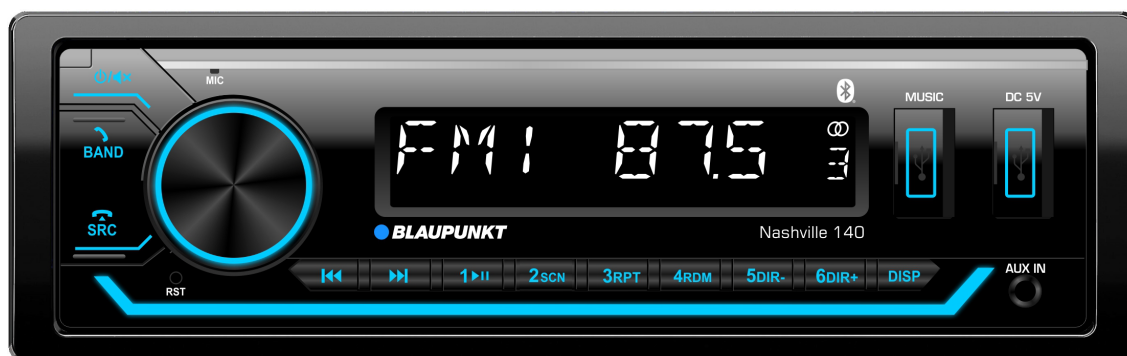 MIC
MUSIC
DC 5V
FM1 87.5
3
BAND
SRC
BLAUPUNKT
Nashville 140
1
2SCN
3RPT
4RDM
5DIR-
6DIR+
DISP
RST
AUX IN